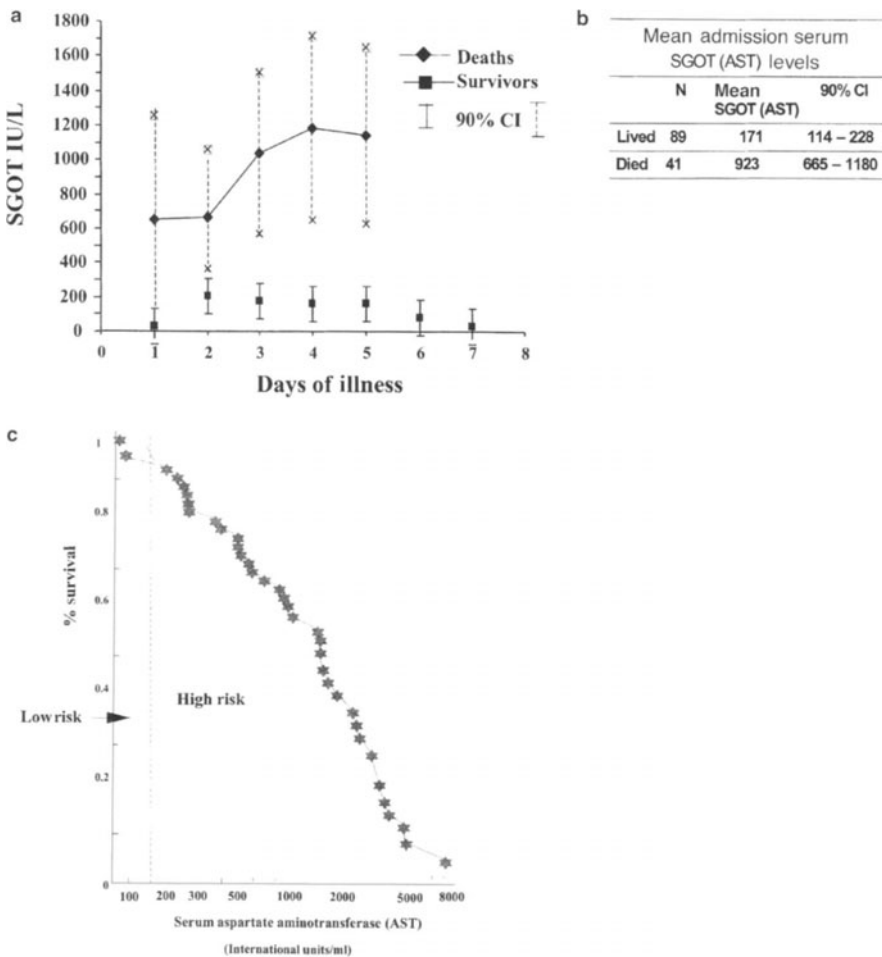 a
SGOT IU/L
1800
1600
1400
1200
1000
800
600
400
200
0
0 1 2 3 4 5 6 7 8
Days of illness
Deaths
Survivors
90% CI
b
Mean admission serum
SGOT (AST) levels
N Mean SGOT (AST) 90% CI
Lived 89 171 114 – 228
Died 41 923 665 – 1180
c
% survival
1
0.8
0.6
0.4
0.2
0
Low risk
High risk
100 200 300 500 1000 2000 5000 8000
Serum aspartate aminotransferase (AST)
(International units/ml)